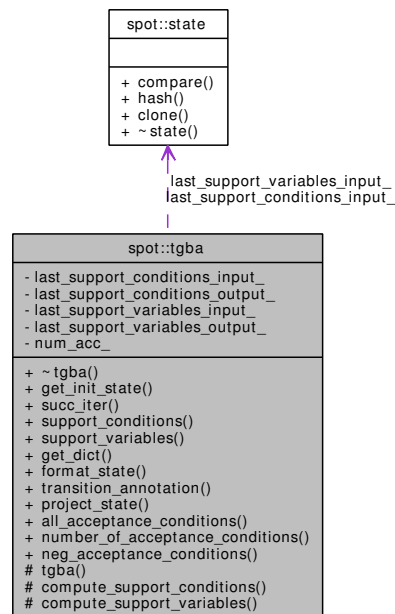 spot::state
+ compare()
+ hash()
+ clone()
+ ~state()
last_support_variables_input_
last_support_conditions_input_
spot::tgba
- last_support_conditions_input_
- last_support_conditions_output_
- last_support_variables_input_
- last_support_variables_output_
- num_acc_
+ ~tgba()
+ get_init_state()
+ succ_iter()
+ support_conditions()
+ support_variables()
+ get_dict()
+ format_state()
+ transition_annotation()
+ project_state()
+ all_acceptance_conditions()
+ number_of_acceptance_conditions()
+ neg_acceptance_conditions()
# tgba()
# compute_support_conditions()
# compute_support_variables()